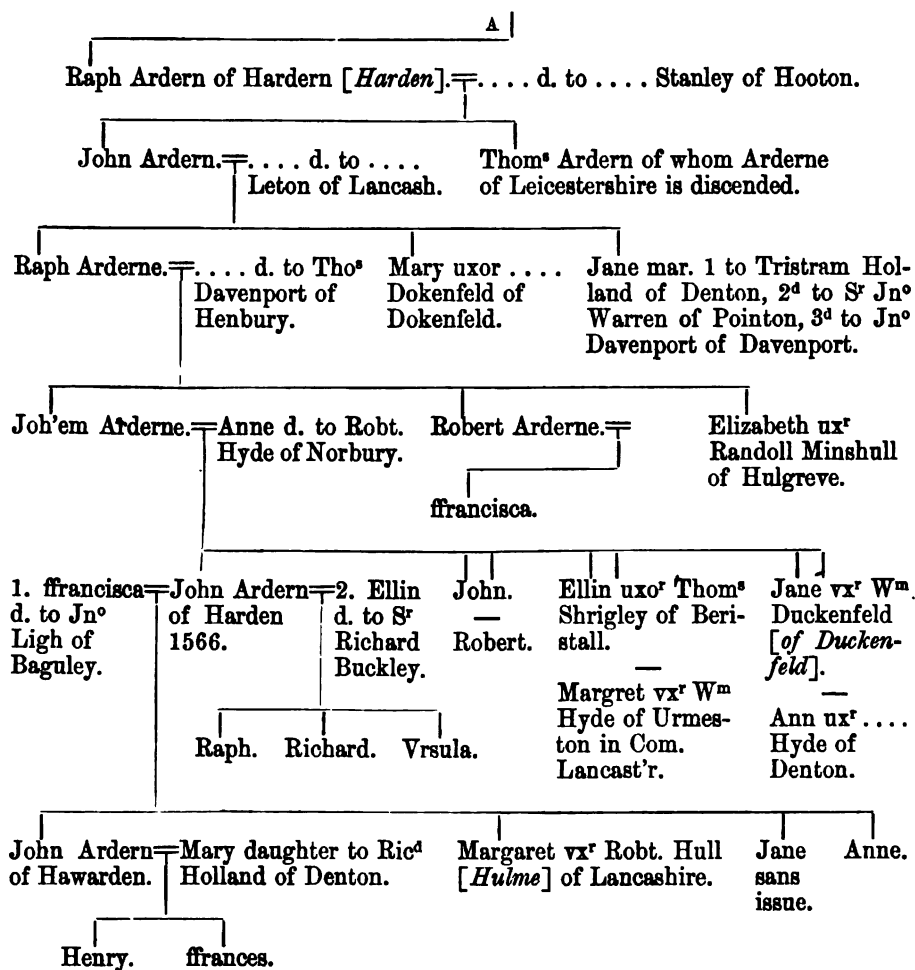 A
Raph Ardern of Hardern [Harden]. = . . . . d. to . . . . Stanley of Hooton.
John Ardern. = . . . . d. to . . . .
Leton of Lancash.
Thomˢ Ardern of whom Arderne
of Leicestershire is discended.
Raph Arderne. = . . . . d. to Thoˢ
Davenport of
Henbury.
Mary uxor . . . .
Dokenfeld of
Dokenfeld.
Jane mar. 1 to Tristram Hol-
land of Denton, 2ᵈ to Sʳ Jnᵒ
Warren of Pointon, 3ᵈ to Jnᵒ
Davenport of Davenport.
Joh'em Arderne. = Anne d. to Robt.
Hyde of Norbury.
Robert Arderne. =
Elizabeth uxʳ
Randoll Minshull
of Hulgreve.
ffrancisca.
1. ffrancisca =
d. to Jnᵒ
Ligh of
Baguley.
John Ardern =
of Harden
1566.
2. Ellin
d. to Sʳ
Richard
Buckley.
John.
—
Robert.
Ellin uxoʳ Thomˢ
Shrigley of Beri-
stall.
—
Margret vxʳ Wᵐ
Hyde of Urmes-
ton in Com.
Lancast'r.
Jane vxʳ Wᵐ.
Duckenfeld
[of Ducken-
feld].
—
Ann uxʳ . . . .
Hyde of
Denton.
Raph. Richard. Vrsula.
John Ardern =
of Hawarden.
Mary daughter to Ricᵈ
Holland of Denton.
Margaret vxʳ Robt. Hull
[Hulme] of Lancashire.
Jane
sans
issue.
Anne.
Henry. ffrances.